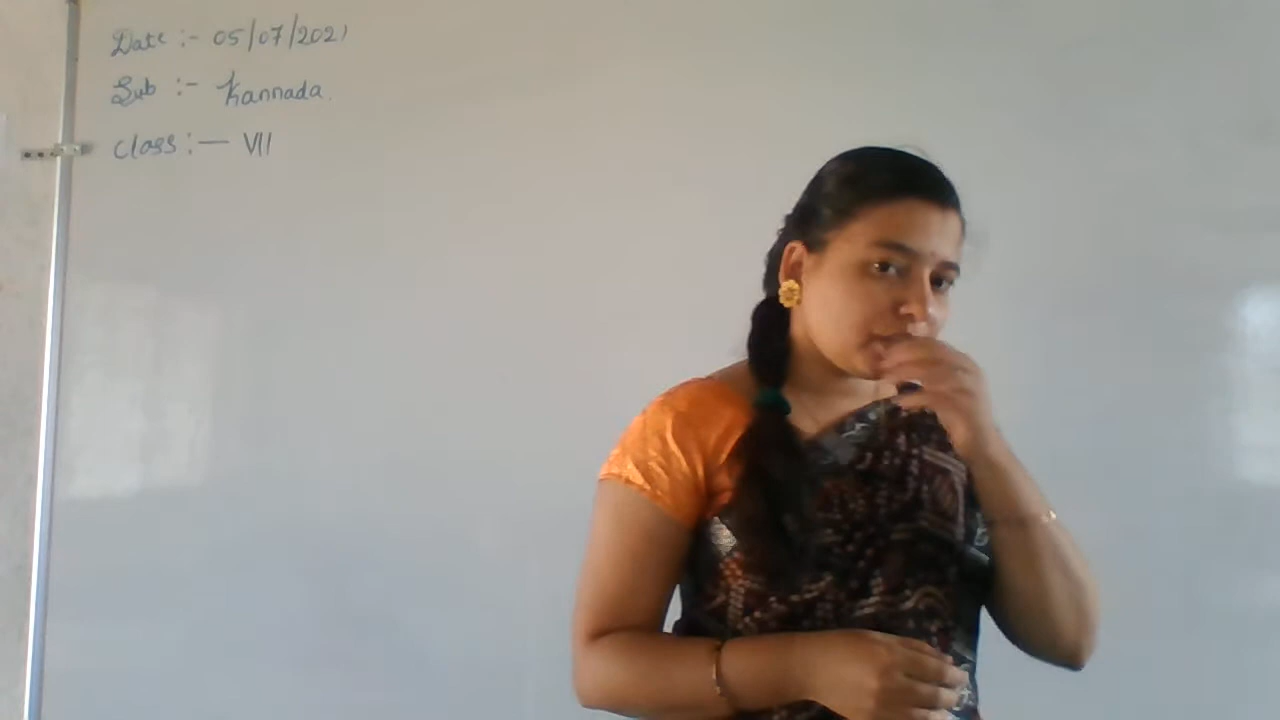 Date :- 05/07/2021
Sub :- Kannada.
Class :- VII